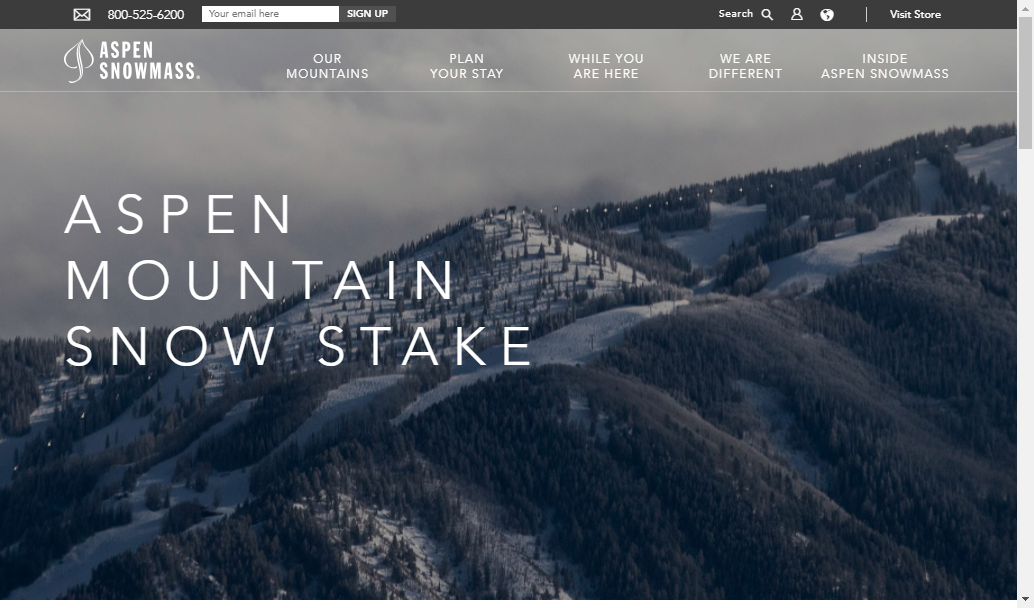 800-525-6200
Your email here
SIGN UP
Search
Visit Store
ASPEN
SNOWMASS
OUR
MOUNTAINS
PLAN
YOUR STAY
WHILE YOU
ARE HERE
WE ARE
DIFFERENT
INSIDE
ASPEN SNOWMASS
ASPEN
MOUNTAIN
SNOW STAKE